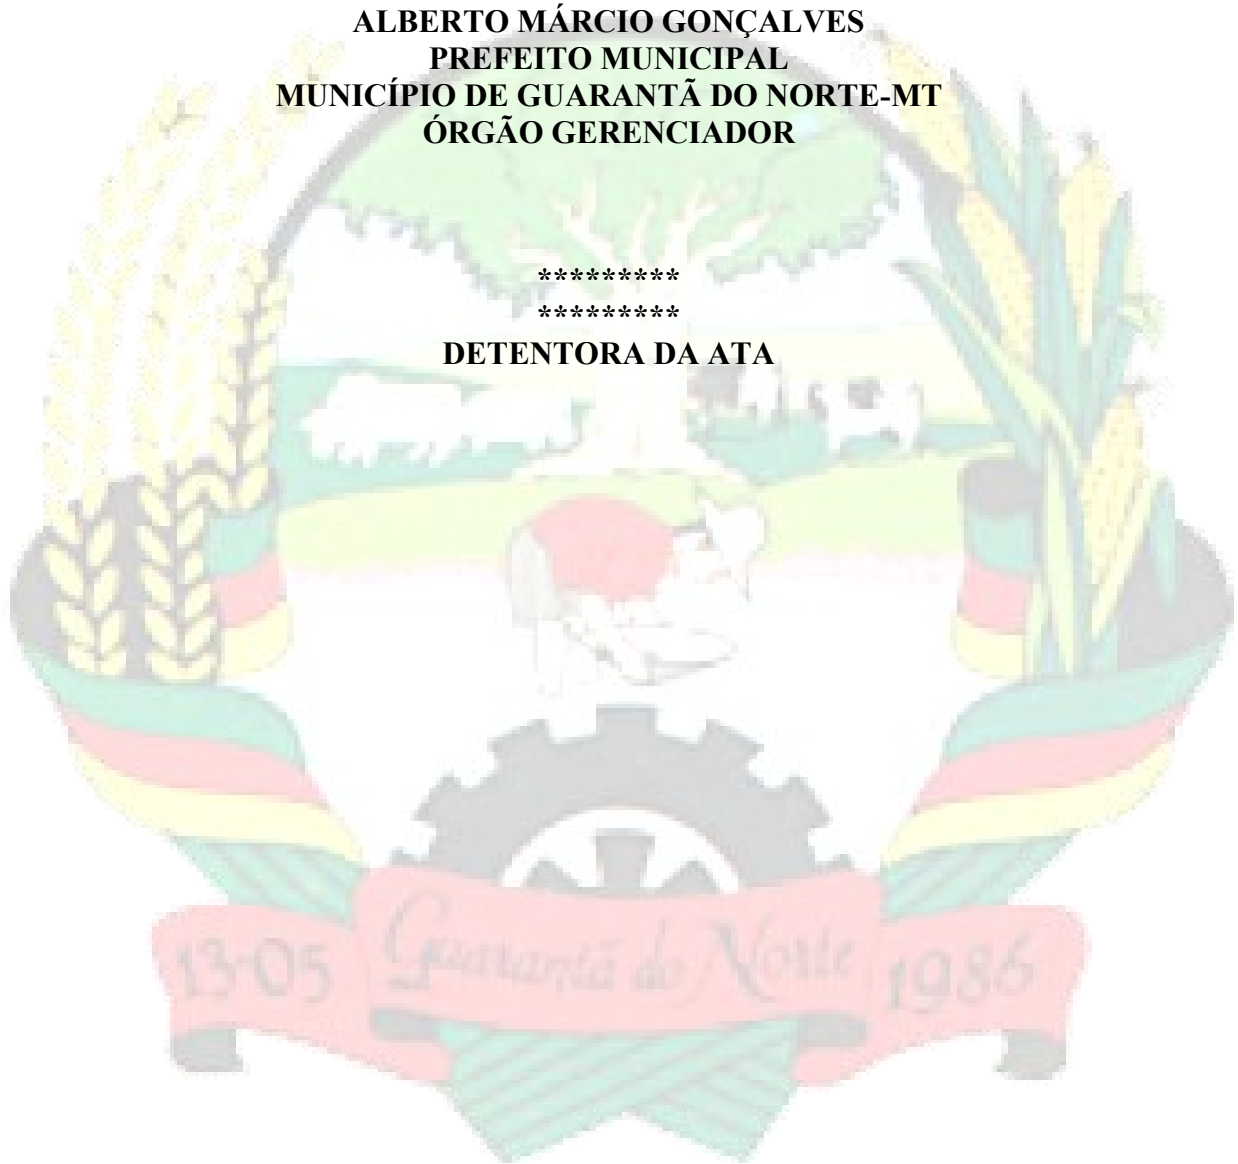 ALBERTO MÁRCIO GONÇALVES
PREFEITO MUNICIPAL
MUNICÍPIO DE GUARANTÃ DO NORTE-MT
ÓRGÃO GERENCIADOR
*********
*********
DETENTORA DA ATA
13-05 Guarantã do Norte 1986